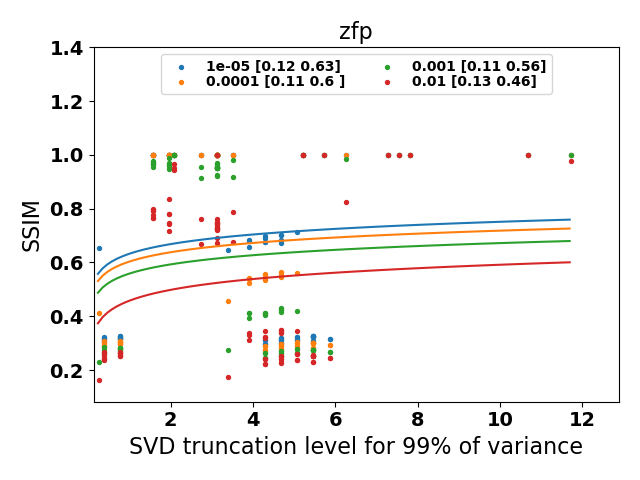 zfp
1e-05 [0.12 0.63]
0.0001 [0.11 0.6 ]
0.001 [0.11 0.56]
0.01 [0.13 0.46]
1.4
1.2
1.0
0.8
0.6
0.4
0.2
SSIM
2 4 6 8 10 12
SVD truncation level for 99% of variance